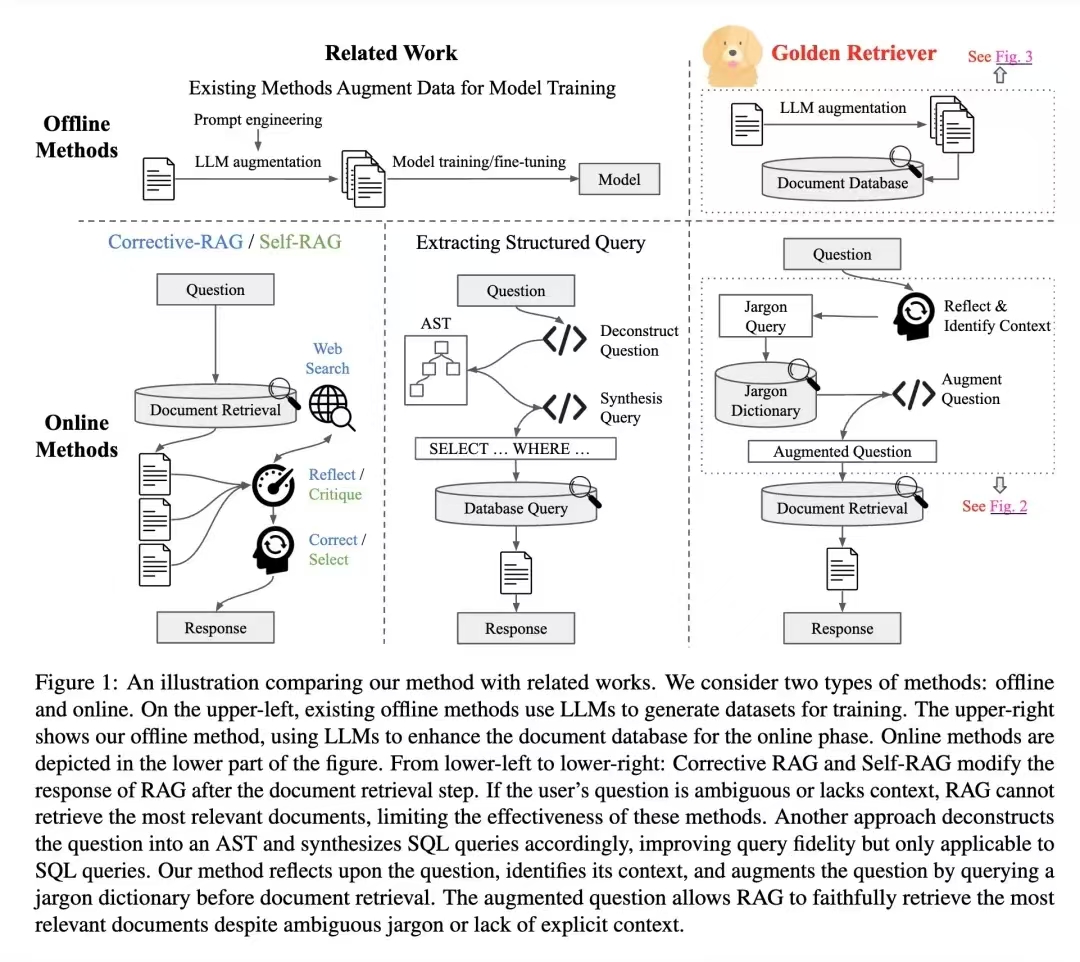 Related Work
Existing Methods Augment Data for Model Training
Offline
Methods
Prompt engineering
LLM augmentation
Model training/fine-tuning
Model
Golden Retriever
See Fig. 3
LLM augmentation
Document Database
Online
Methods
Corrective-RAG / Self-RAG
Question
Document Retrieval
Web
Search
Reflect /
Critique
Correct /
Select
Response
Extracting Structured Query
Question
AST
Deconstruct
Question
Synthesis
Query
SELECT … WHERE …
Database Query
Response
Question
Reflect &
Identify Context
Jargon
Query
Jargon
Dictionary
Augment
Question
Augmented Question
See Fig. 2
Document Retrieval
Response
Figure 1: An illustration comparing our method with related works. We consider two types of methods: offline
and online. On the upper-left, existing offline methods use LLMs to generate datasets for training. The upper-right
shows our offline method, using LLMs to enhance the document database for the online phase. Online methods are
depicted in the lower part of the figure. From lower-left to lower-right: Corrective RAG and Self-RAG modify the
response of RAG after the document retrieval step. If the user's question is ambiguous or lacks context, RAG cannot
retrieve the most relevant documents, limiting the effectiveness of these methods. Another approach deconstructs
the question into an AST and synthesizes SQL queries accordingly, improving query fidelity but only applicable to
SQL queries. Our method reflects upon the question, identifies its context, and augments the question by querying a
jargon dictionary before document retrieval. The augmented question allows RAG to faithfully retrieve the most
relevant documents despite ambiguous jargon or lack of explicit context.